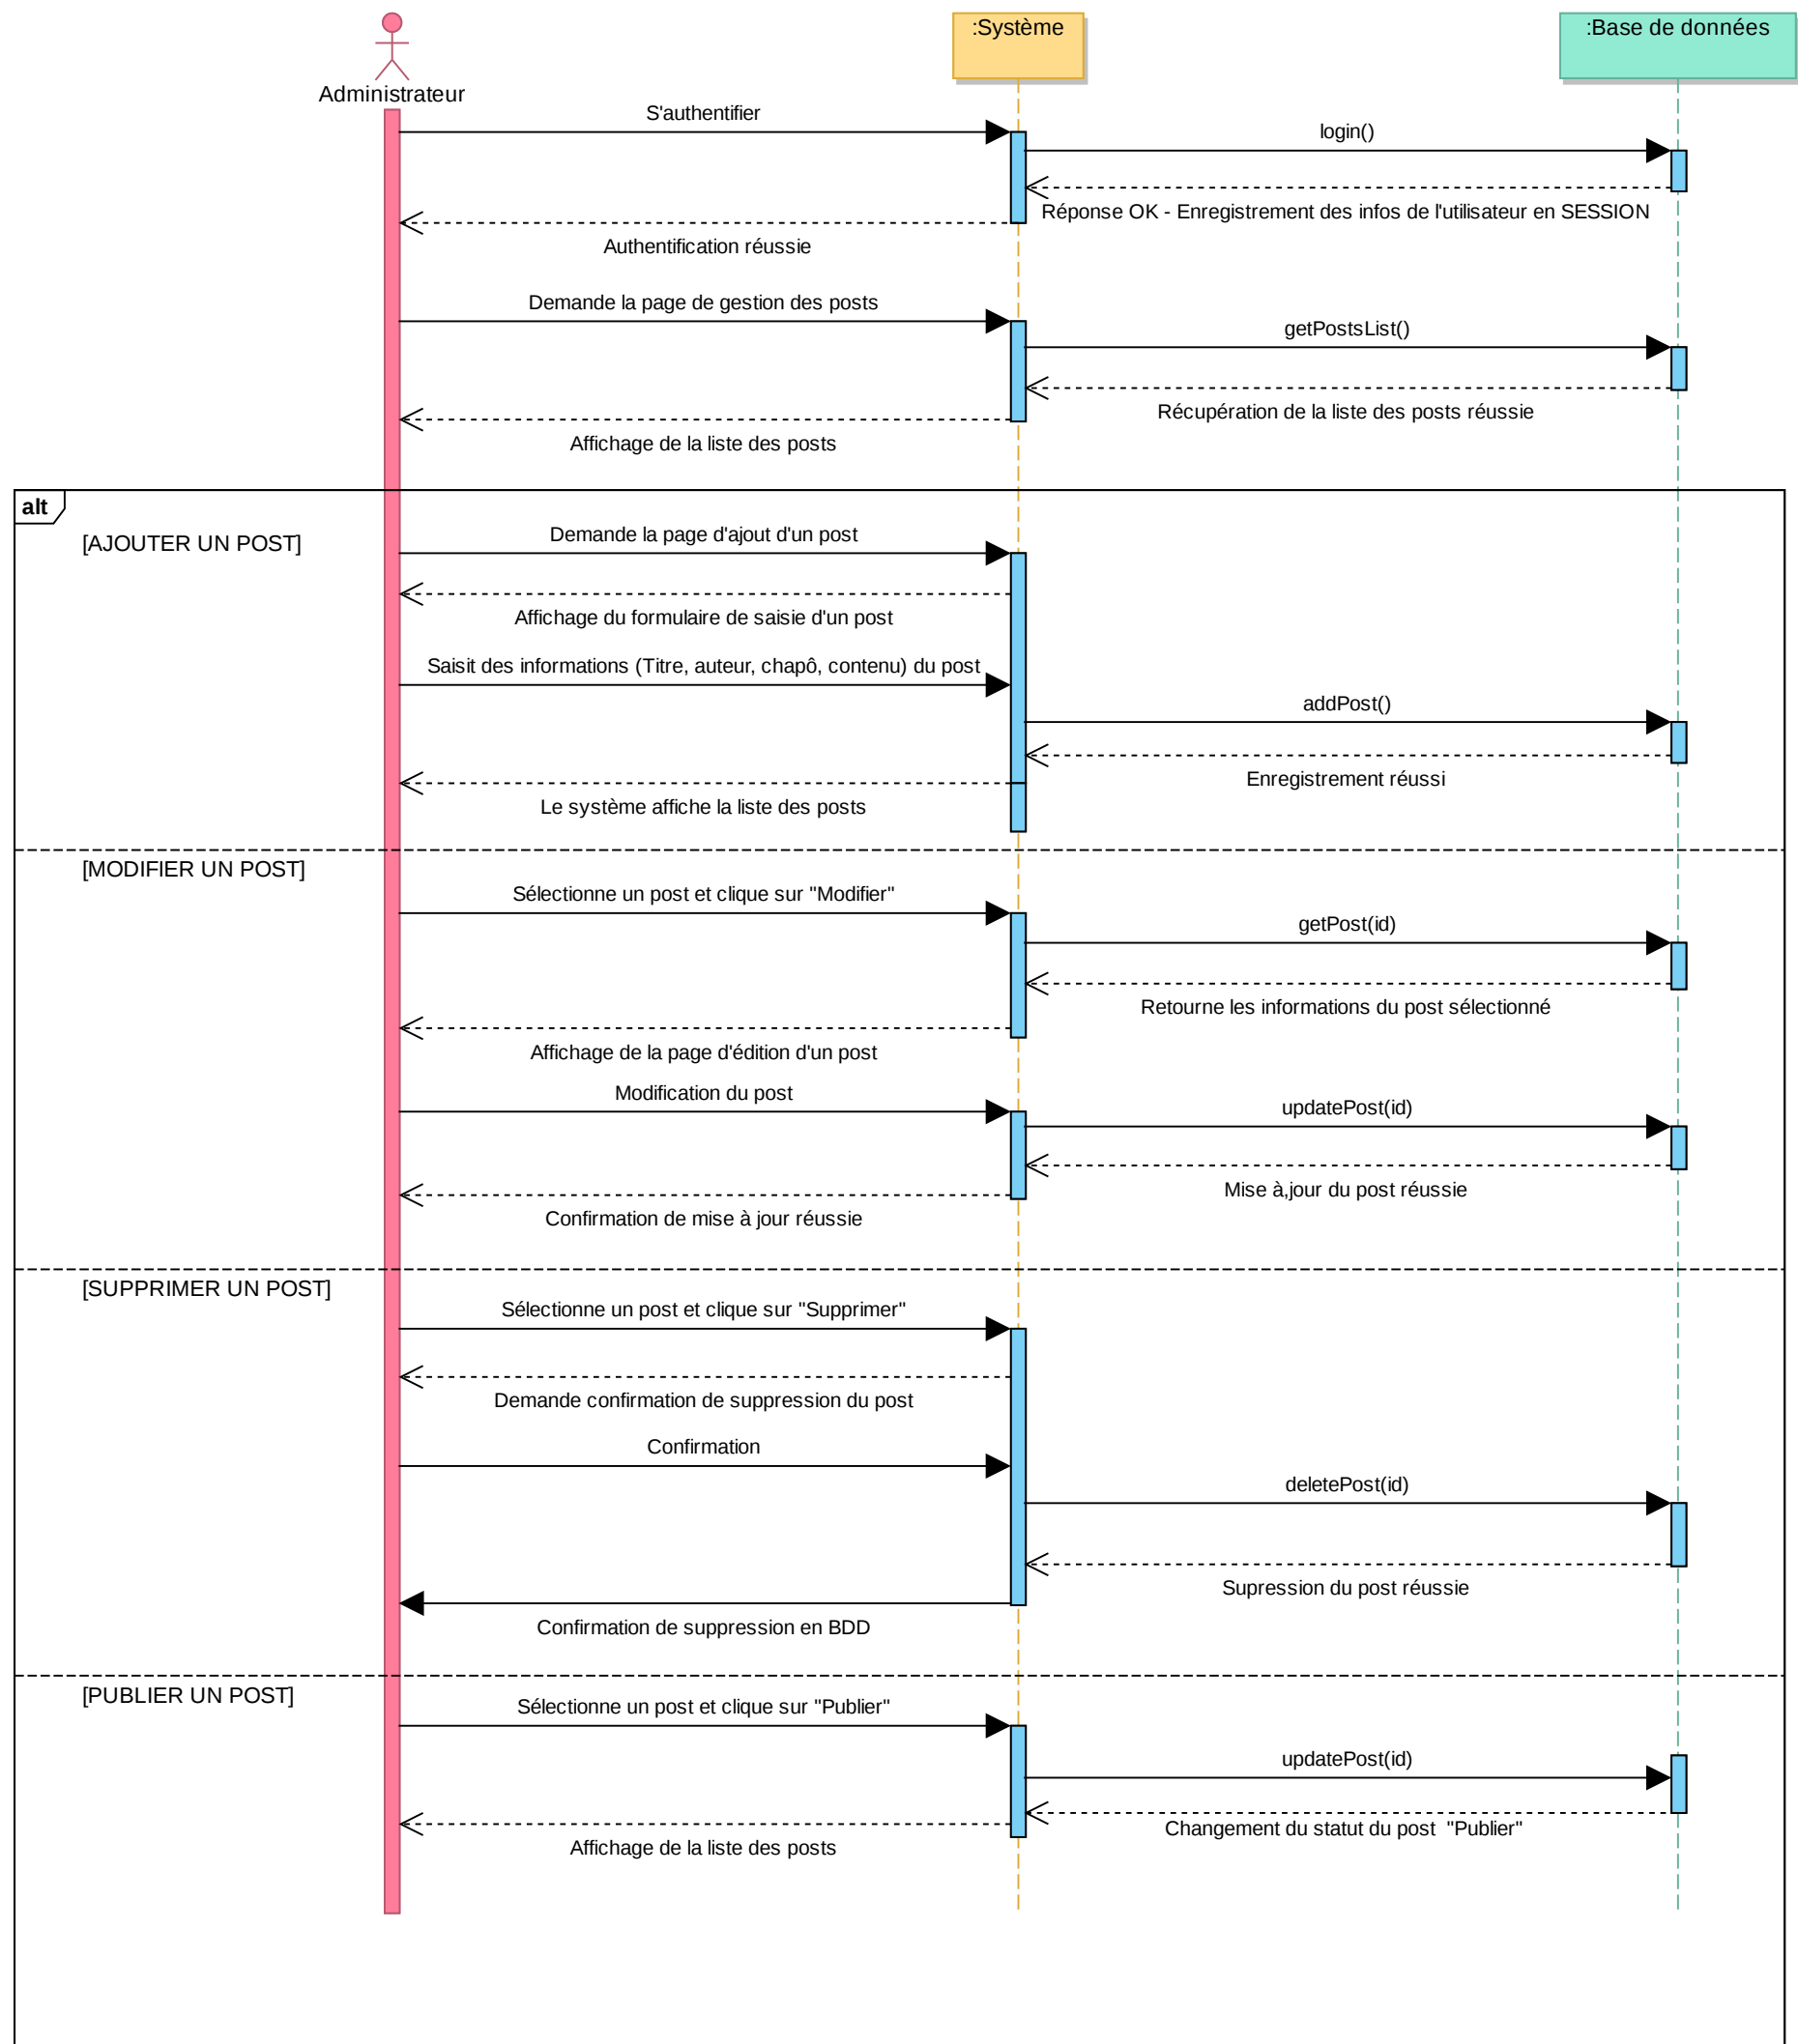 :Système
:Base de données
Administrateur
S'authentifier
login()
Réponse OK - Enregistrement des infos de l'utilisateur en SESSION
Authentification réussie
Demande la page de gestion des posts
getPostsList()
Récupération de la liste des posts réussie
Affichage de la liste des posts
alt
[AJOUTER UN POST]
Demande la page d'ajout d'un post
Affichage du formulaire de saisie d'un post
Saisit des informations (Titre, auteur, chapô, contenu) du post
addPost()
Enregistrement réussi
Le système affiche la liste des posts
[MODIFIER UN POST]
Sélectionne un post et clique sur "Modifier"
getPost(id)
Retourne les informations du post sélectionné
Affichage de la page d'édition d'un post
Modification du post
updatePost(id)
Mise à,jour du post réussie
Confirmation de mise à jour réussie
[SUPPRIMER UN POST]
Sélectionne un post et clique sur "Supprimer"
Demande confirmation de suppression du post
Confirmation
deletePost(id)
Supression du post réussie
Confirmation de suppression en BDD
[PUBLIER UN POST]
Sélectionne un post et clique sur "Publier"
updatePost(id)
Changement du statut du post  "Publier"
Affichage de la liste des posts